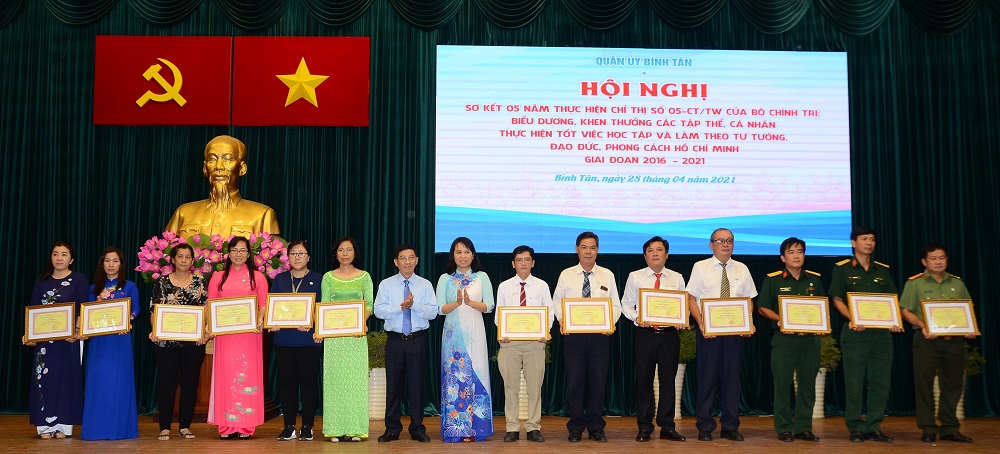 QUẬN ỦY BÌNH TÂN
HỘI NGHỊ
SƠ KẾT 05 NĂM THỰC HIỆN CHỈ THỊ SỐ 05-CT/TW CỦA BỘ CHÍNH TRỊ;
BIỂU DƯƠNG, KHEN THƯỞNG CÁC TẬP THỂ, CÁ NHÂN
THỰC HIỆN TỐT VIỆC HỌC TẬP VÀ LÀM THEO TƯ TƯỞNG,
ĐẠO ĐỨC, PHONG CÁCH HỒ CHÍ MINH
GIAI ĐOẠN 2016 - 2021
Bình Tân, ngày 28 tháng 04 năm 2021